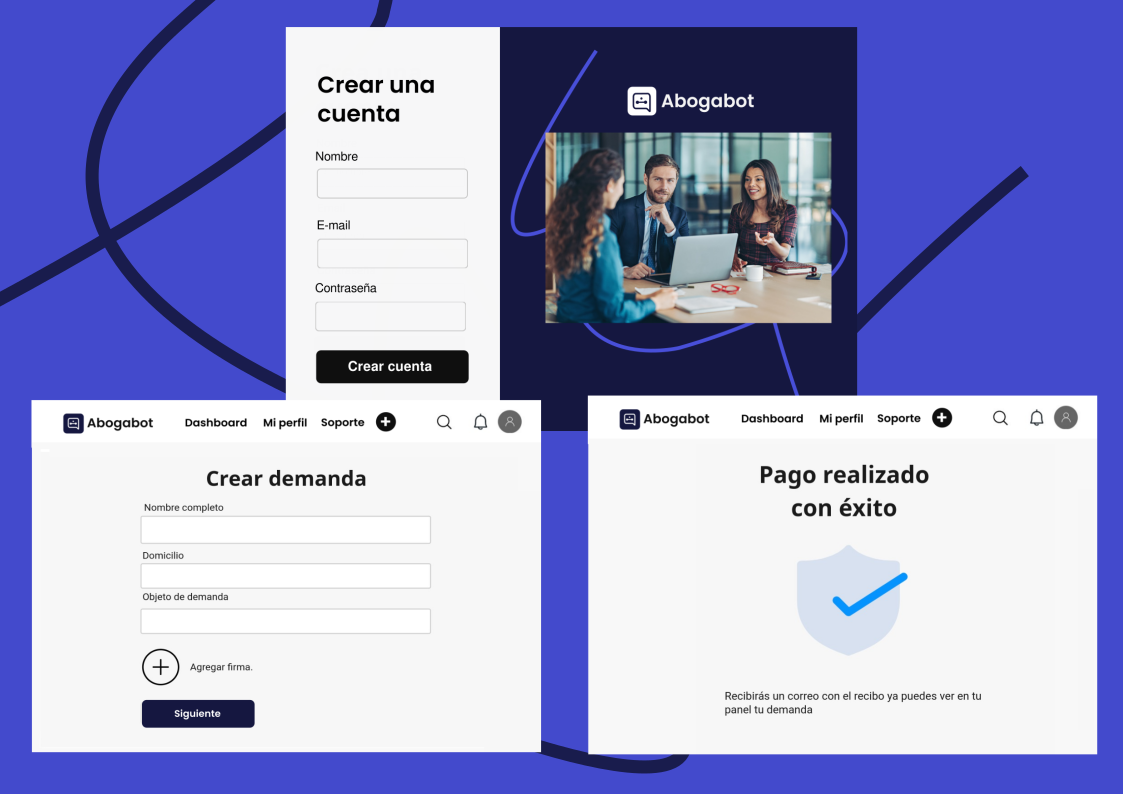 Crear una
cuenta
Nombre
E-mail
Contraseña
Crear cuenta
Abogabot
Abogabot Dashboard Mi perfil Soporte
Crear demanda
Nombre completo
Domicilio
Objeto de demanda
Agregar firma.
Siguiente
Abogabot Dashboard Mi perfil Soporte
Pago realizado
con éxito
Recibirás un correo con el recibo ya puedes ver en tu
panel tu demanda